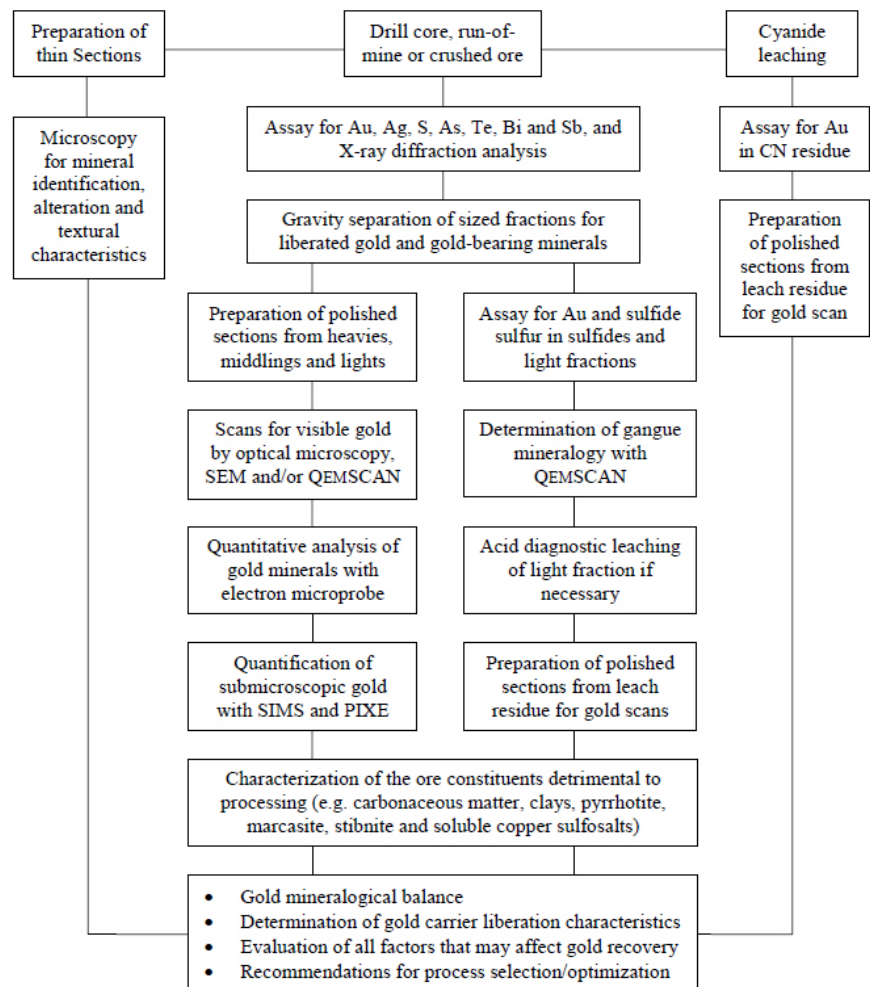 Preparation of
thin Sections
Drill core, run-of-
mine or crushed ore
Cyanide
leaching
Microscopy
for mineral
identification,
alteration and
textural
characteristics
Assay for Au, Ag, S, As, Te, Bi and Sb, and
X-ray diffraction analysis
Assay for Au
in CN residue
Gravity separation of sized fractions for
liberated gold and gold-bearing minerals
Preparation
of polished
sections from
leach residue
for gold scan
Preparation of polished
sections from heavies,
middlings and lights
Assay for Au and sulfide
sulfur in sulfides and
light fractions
Scans for visible gold
by optical microscopy,
SEM and/or QEMSCAN
Determination of gangue
mineralogy with
QEMSCAN
Quantitative analysis of
gold minerals with
electron microprobe
Acid diagnostic leaching
of light fraction if
necessary
Quantification of
submicroscopic gold
with SIMS and PIXE
Preparation of polished
sections from leach
residue for gold scans
Characterization of the ore constituents detrimental to
processing (e.g. carbonaceous matter, clays, pyrrhotite,
marcasite, stibnite and soluble copper sulfosalts)
• Gold mineralogical balance
• Determination of gold carrier liberation characteristics
• Evaluation of all factors that may affect gold recovery
• Recommendations for process selection/optimization